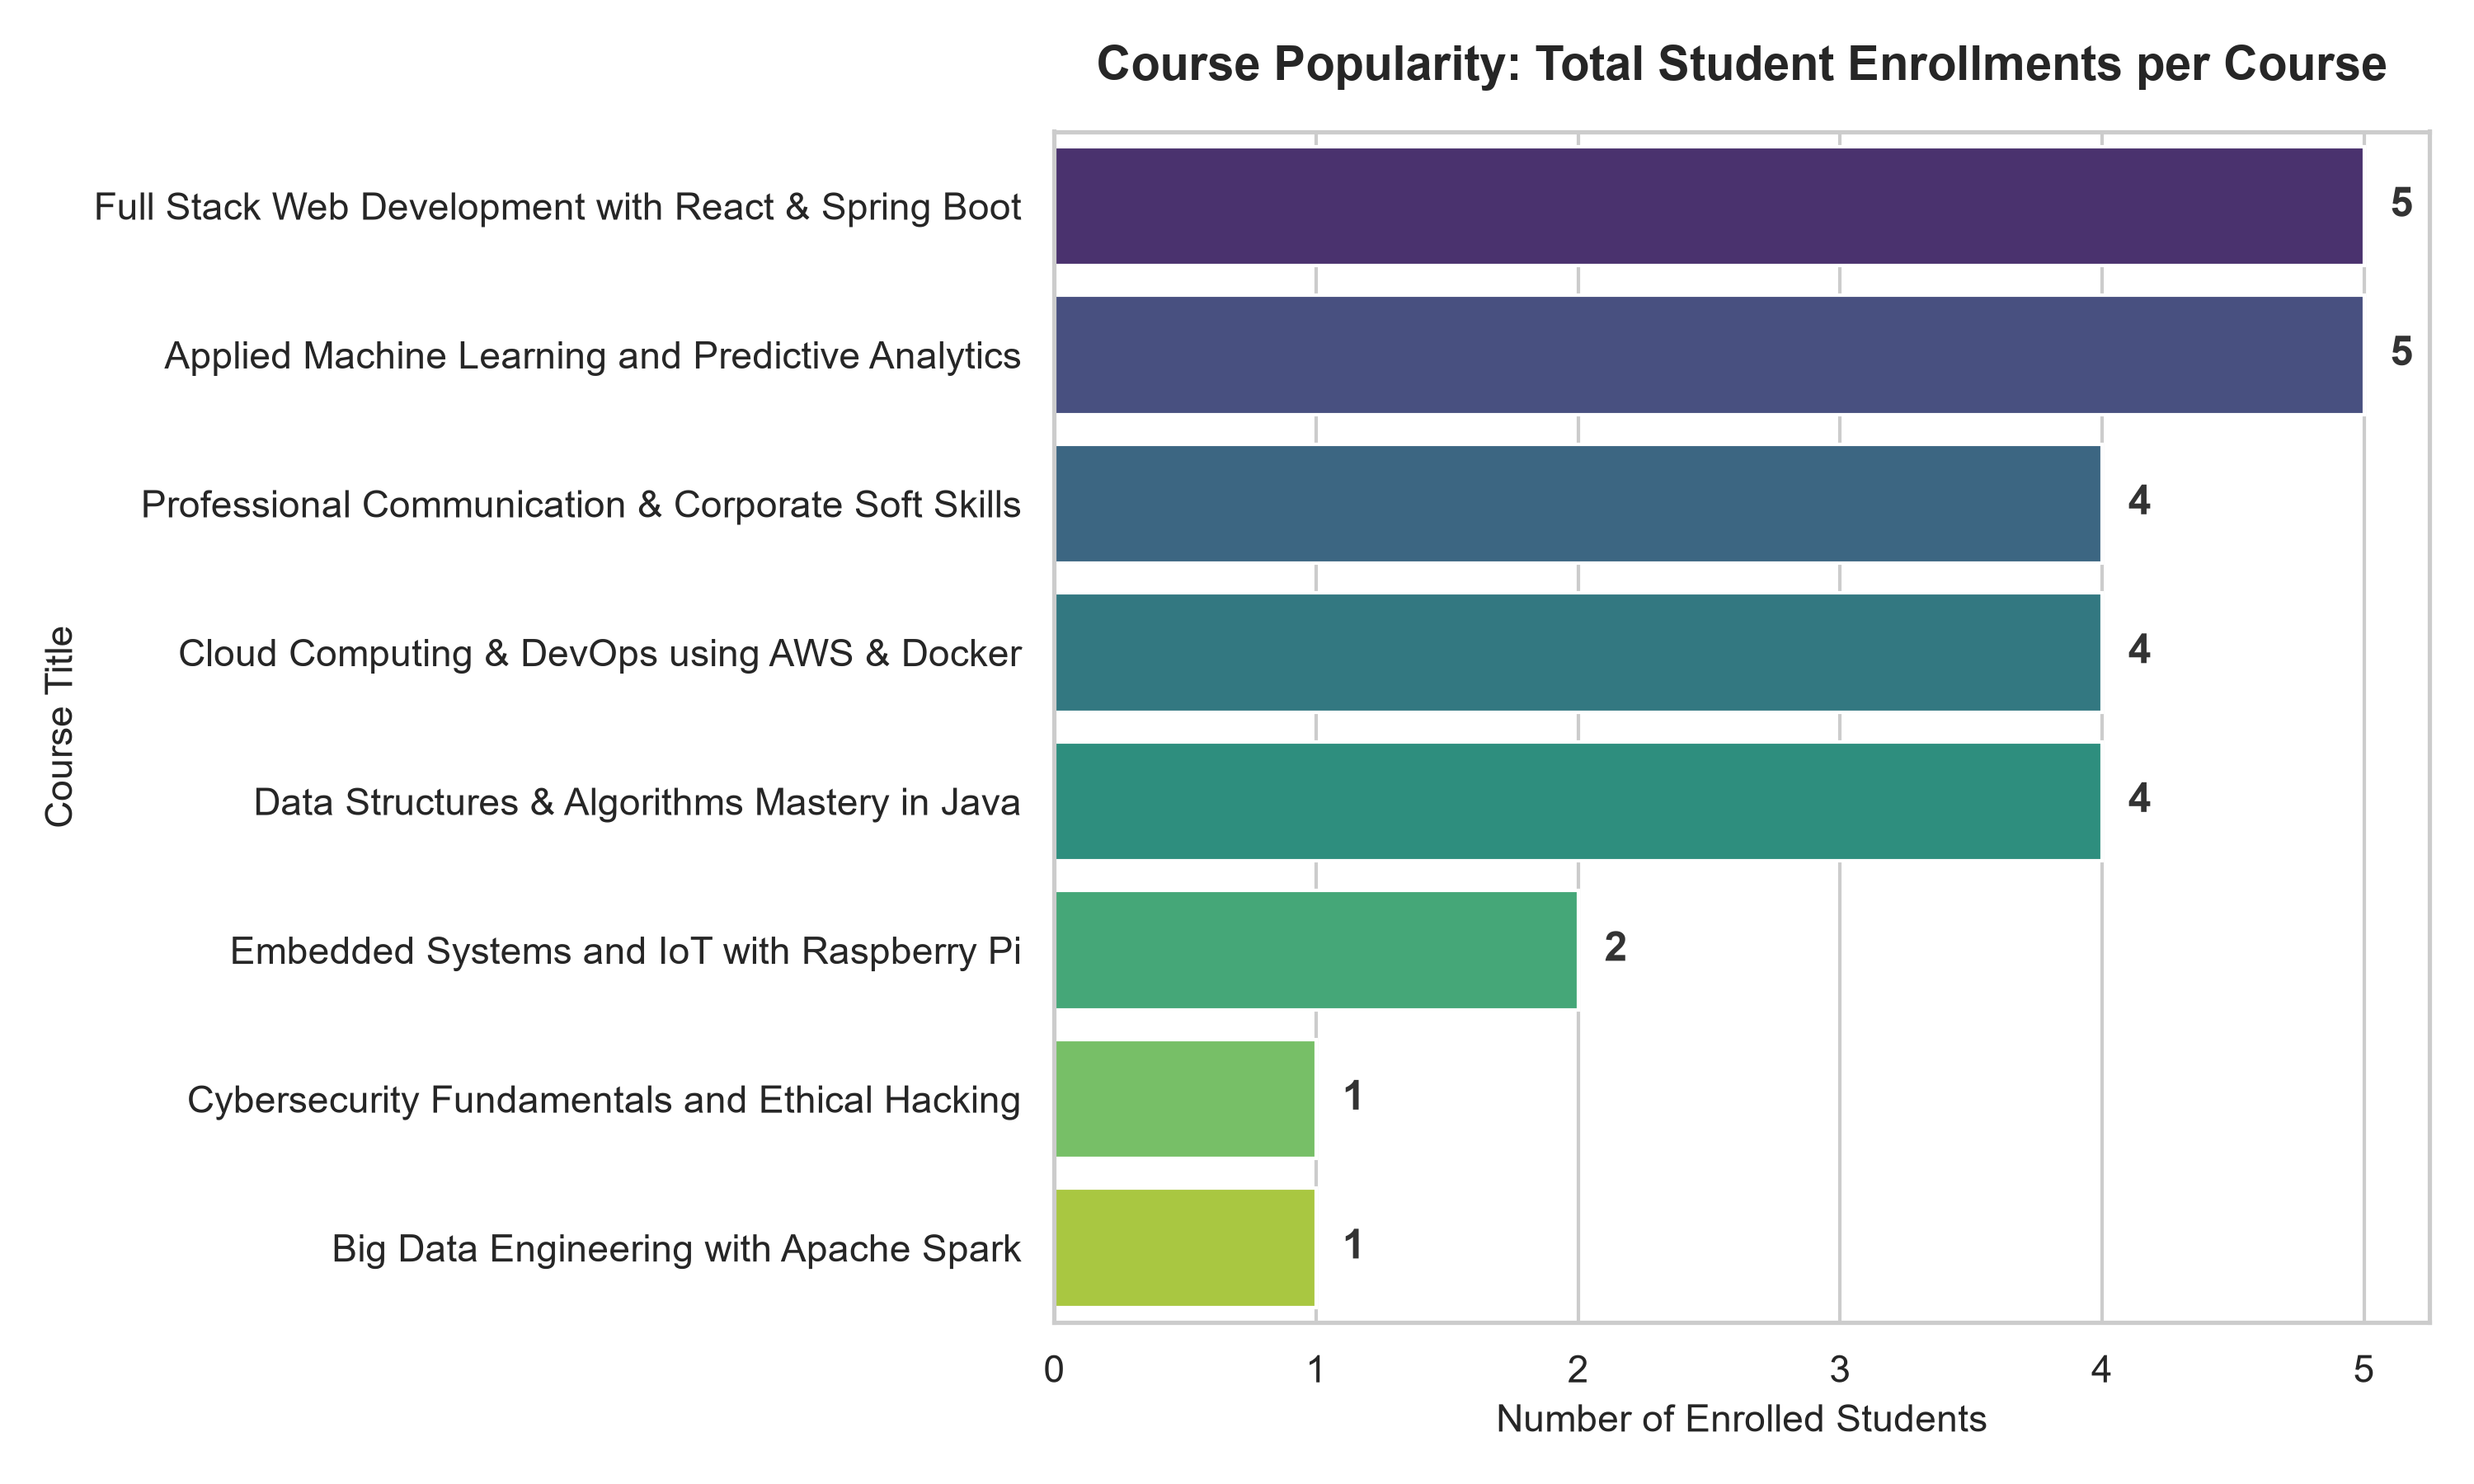 Course Popularity: Total Student Enrollments per Course
Course Title
Full Stack Web Development with React & Spring Boot 5
Applied Machine Learning and Predictive Analytics 5
Professional Communication & Corporate Soft Skills 4
Cloud Computing & DevOps using AWS & Docker 4
Data Structures & Algorithms Mastery in Java 4
Embedded Systems and IoT with Raspberry Pi 2
Cybersecurity Fundamentals and Ethical Hacking 1
Big Data Engineering with Apache Spark 1
0 1 2 3 4 5
Number of Enrolled Students